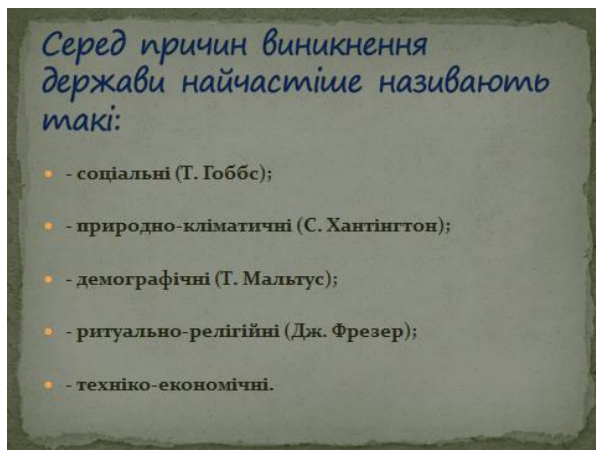 Серед причин виникнення
держави найчастіше називають
такі:
- соціальні (Т. Гоббс);
- природно-кліматичні (С. Хантінгтон);
- демографічні (Т. Мальтус);
- ритуально-релігійні (Дж. Фрезер);
- техніко-економічні.